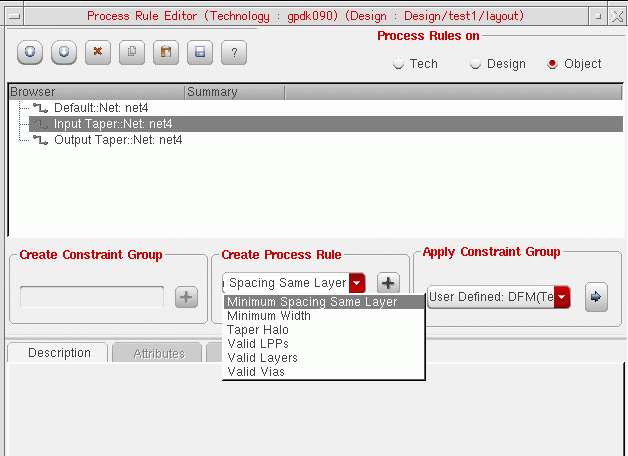 Process Rule Editor (Technology : gpdk090) (Design : Design/test1/layout)
Process Rules on
?
Tech Design Object
Browser Summary
Default::Net: net4
Input Taper::Net: net4
Output Taper::Net: net4
Create Constraint Group Create Process Rule Apply Constraint Group
Spacing Same Layer
User Defined: DFM(Te
Minimum Spacing Same Layer
Minimum Width
Taper Halo
Valid LPPs
Valid Layers
Valid Vias
Description Attributes